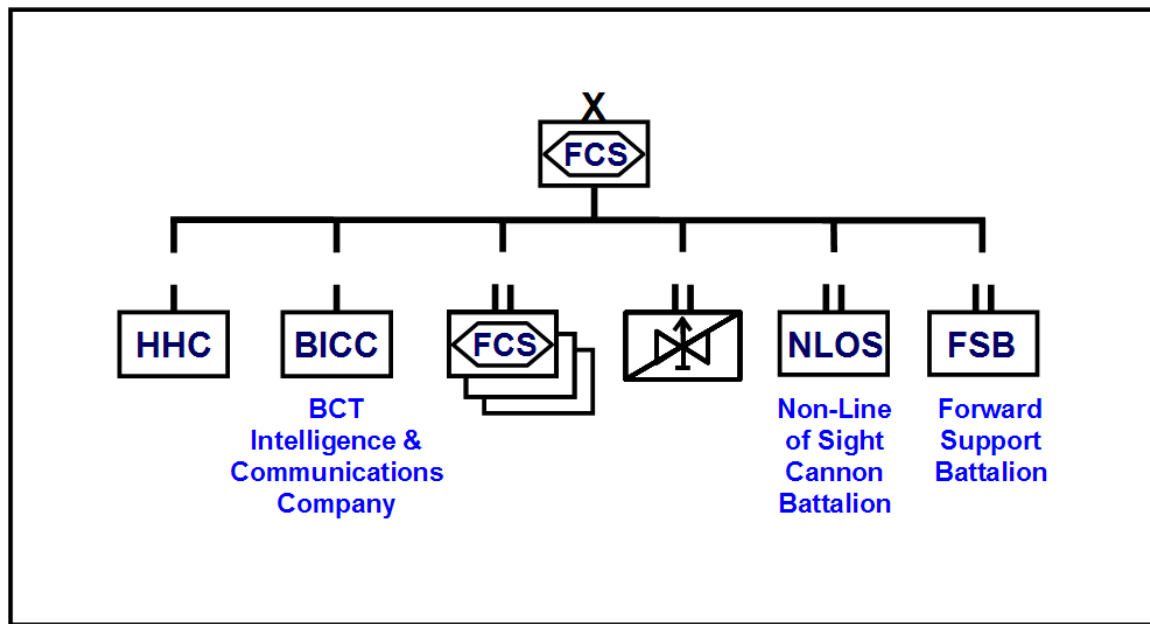 X
FCS
HHC
BICC
FCS
NLOS
FSB
BCT
Intelligence &
Communications
Company
Non-Line
of Sight
Cannon
Battalion
Forward
Support
Battalion